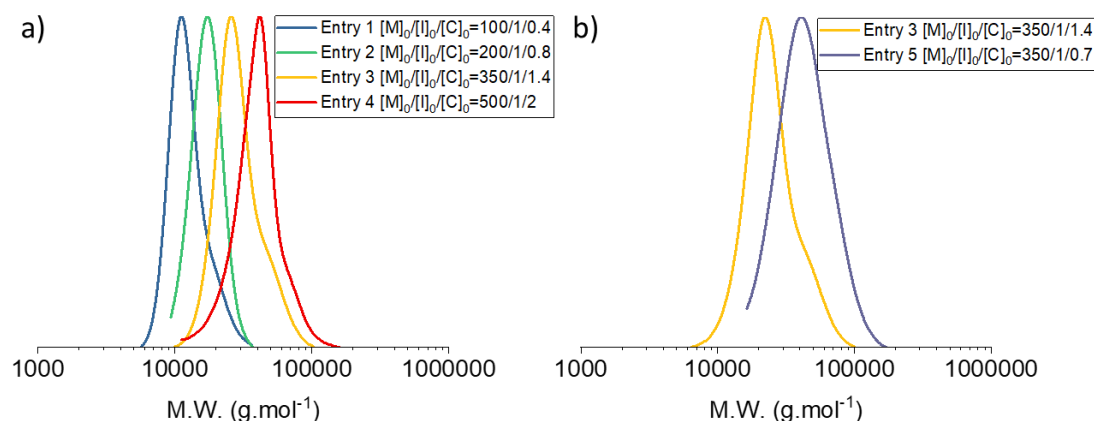 a)
Entry 1 [M]₀/[I]₀/[C]₀=100/1/0.4
Entry 2 [M]₀/[I]₀/[C]₀=200/1/0.8
Entry 3 [M]₀/[I]₀/[C]₀=350/1/1.4
Entry 4 [M]₀/[I]₀/[C]₀=500/1/2
1000 10000 100000 1000000
M.W. (g.mol⁻¹)
b)
Entry 3 [M]₀/[I]₀/[C]₀=350/1/1.4
Entry 5 [M]₀/[I]₀/[C]₀=350/1/0.7
1000 10000 100000 1000000
M.W. (g.mol⁻¹)